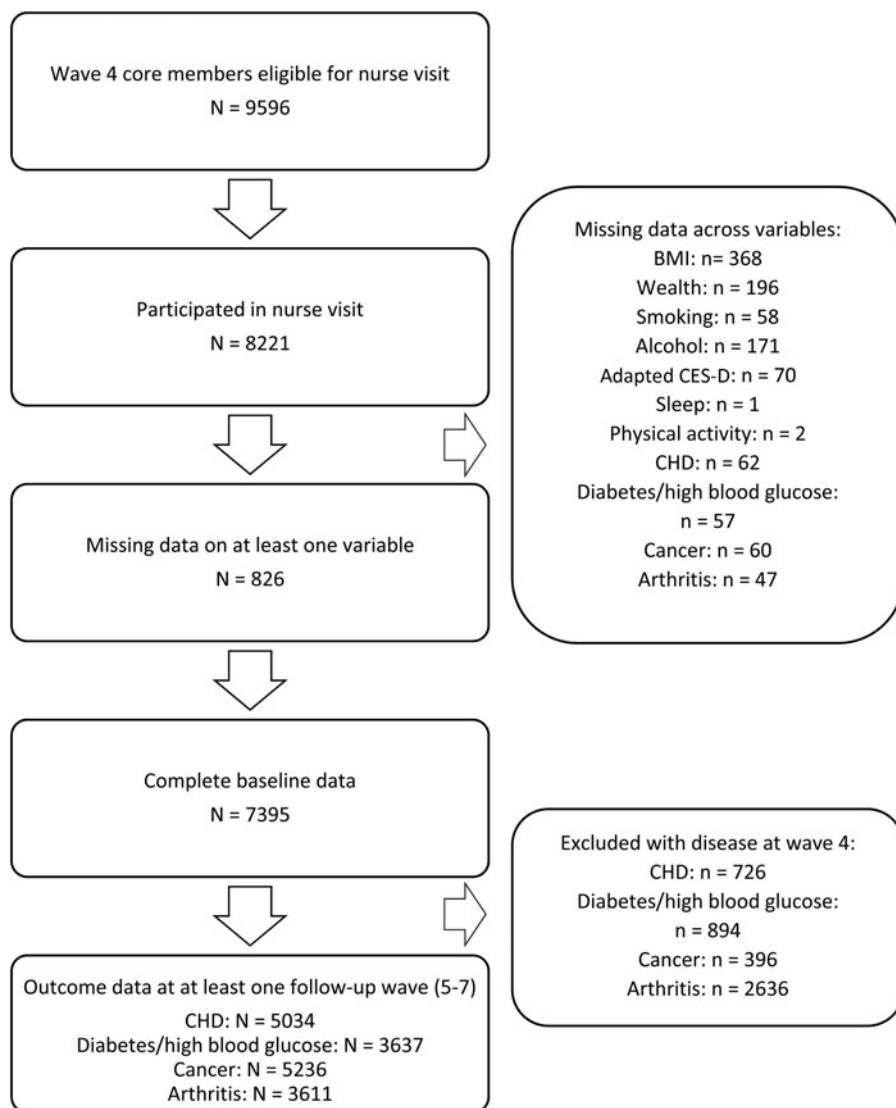 Wave 4 core members eligible for nurse visit
N = 9596
Participated in nurse visit
N = 8221
Missing data across variables:
BMI: n= 368
Wealth: n = 196
Smoking: n = 58
Alcohol: n = 171
Adapted CES-D: n = 70
Sleep: n = 1
Physical activity: n = 2
CHD: n = 62
Diabetes/high blood glucose:
n = 57
Cancer: n = 60
Arthritis: n = 47
Missing data on at least one variable
N = 826
Complete baseline data
N = 7395
Excluded with disease at wave 4:
CHD: n = 726
Diabetes/high blood glucose:
n = 894
Cancer: n = 396
Arthritis: n = 2636
Outcome data at at least one follow-up wave (5-7)
CHD: N = 5034
Diabetes/high blood glucose: N = 3637
Cancer: N = 5236
Arthritis: N = 3611